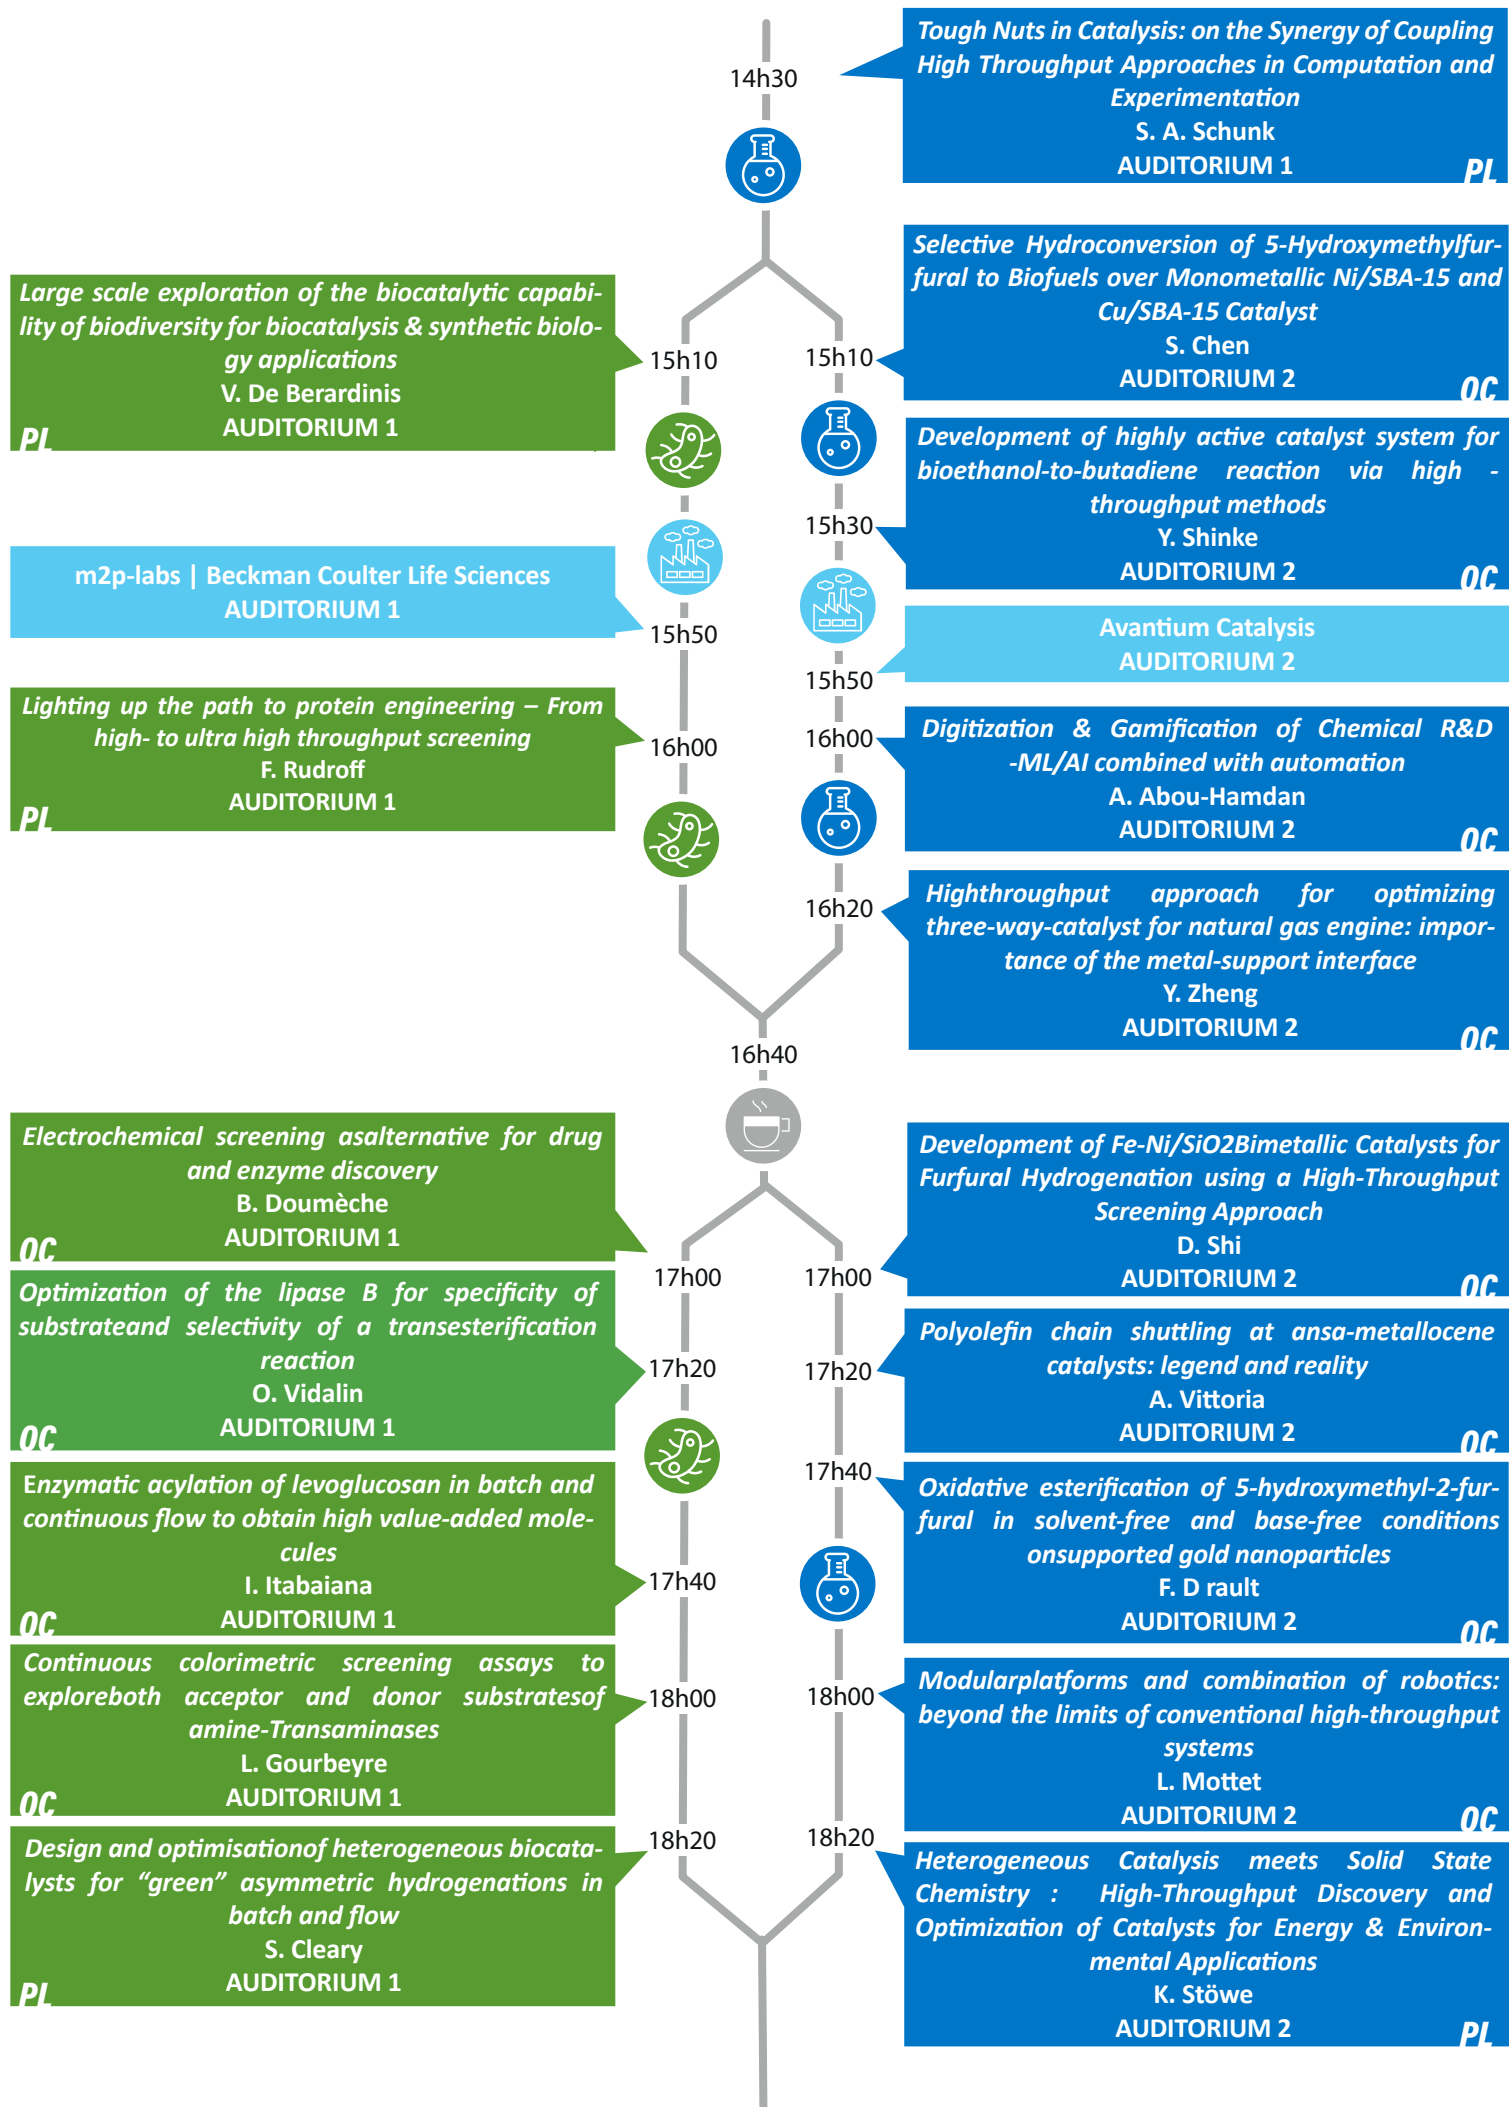 Tough Nuts in Catalysis: on the Synergy of Coupling
High Throughput Approaches in Computation and
Experimentation
S. A. Schunk
AUDITORIUM 1
PL
14h30
Large scale exploration of the biocatalytic capabi-
lity of biodiversity for biocatalysis & synthetic biolo-
gy applications
V. De Berardinis
AUDITORIUM 1
PL
15h10
15h10
Selective Hydroconversion of 5-Hydroxymethylfur-
fural to Biofuels over Monometallic Ni/SBA-15 and
Cu/SBA-15 Catalyst
S. Chen
AUDITORIUM 2
OC
15h30
Development of highly active catalyst system for
bioethanol-to-butadiene reaction via high -
throughput methods
Y. Shinke
AUDITORIUM 2
OC
m2p-labs | Beckman Coulter Life Sciences
AUDITORIUM 1
15h50
15h50
Avantium Catalysis
AUDITORIUM 2
Lighting up the path to protein engineering – From
high- to ultra high throughput screening
F. Rudroff
AUDITORIUM 1
PL
16h00
16h00
Digitization & Gamification of Chemical R&D
-ML/AI combined with automation
A. Abou-Hamdan
AUDITORIUM 2
OC
16h20
Highthroughput approach for optimizing
three-way-catalyst for natural gas engine: impor-
tance of the metal-support interface
Y. Zheng
AUDITORIUM 2
OC
16h40
Electrochemical screening asalternative for drug
and enzyme discovery
B. Doumèche
AUDITORIUM 1
OC
17h00
17h00
Development of Fe-Ni/SiO2Bimetallic Catalysts for
Furfural Hydrogenation using a High-Throughput
Screening Approach
D. Shi
AUDITORIUM 2
OC
Optimization of the lipase B for specificity of
substrateand selectivity of a transesterification
reaction
O. Vidalin
AUDITORIUM 1
OC
17h20
17h20
Polyolefin chain shuttling at ansa-metallocene
catalysts: legend and reality
A. Vittoria
AUDITORIUM 2
OC
Enzymatic acylation of levoglucosan in batch and
continuous flow to obtain high value-added mole-
cules
I. Itabaiana
AUDITORIUM 1
OC
17h40
17h40
Oxidative esterification of 5-hydroxymethyl-2-fur-
fural in solvent-free and base-free conditions
onsupported gold nanoparticles
F. D rault
AUDITORIUM 2
OC
Continuous colorimetric screening assays to
exploreboth acceptor and donor substratesof
amine-Transaminases
L. Gourbeyre
AUDITORIUM 1
OC
18h00
18h00
Modularplatforms and combination of robotics:
beyond the limits of conventional high-throughput
systems
L. Mottet
AUDITORIUM 2
OC
Design and optimisationof heterogeneous biocata-
lysts for “green” asymmetric hydrogenations in
batch and flow
S. Cleary
AUDITORIUM 1
PL
18h20
18h20
Heterogeneous Catalysis meets Solid State
Chemistry : High-Throughput Discovery and
Optimization of Catalysts for Energy & Environ-
mental Applications
K. Stöwe
AUDITORIUM 2
PL